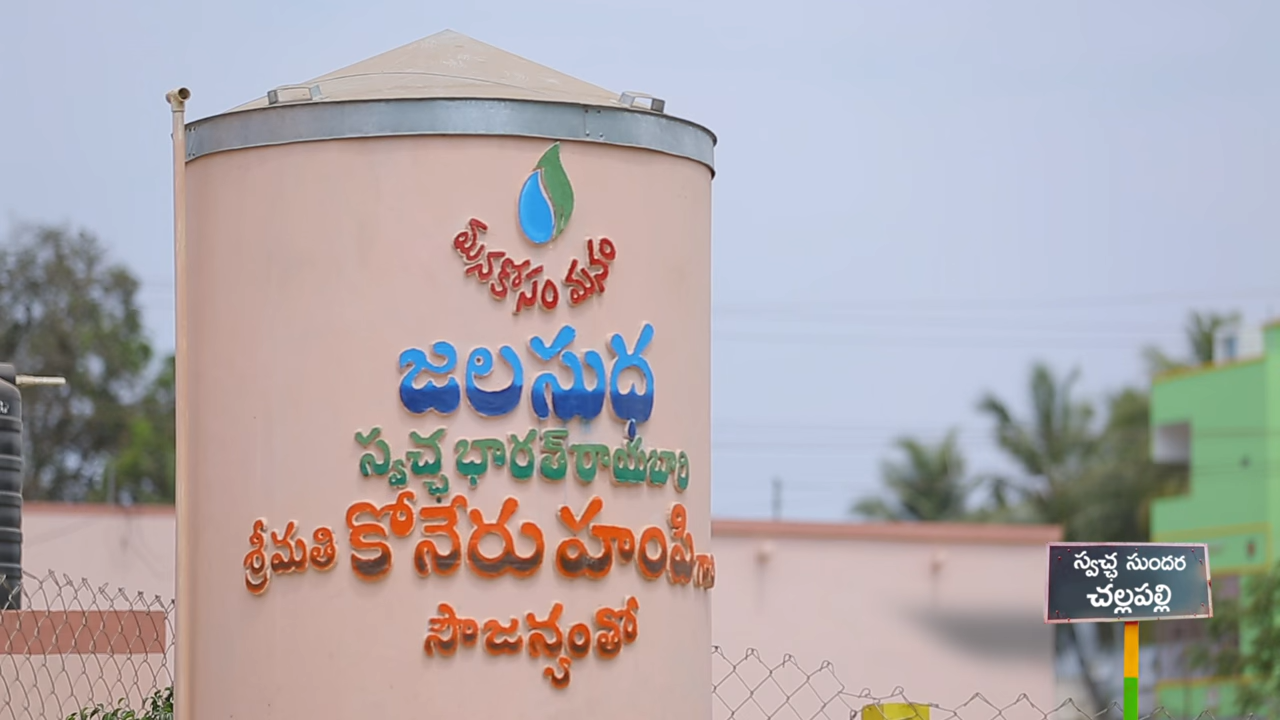 మనకోసం మనం
జలసుధ
స్వచ్ఛ భారత్ రాయబారి
శ్రీమతి కోనేరు హంపి గారి
సౌజన్యంతో
స్వచ్ఛ సుందర
చల్లపల్లి